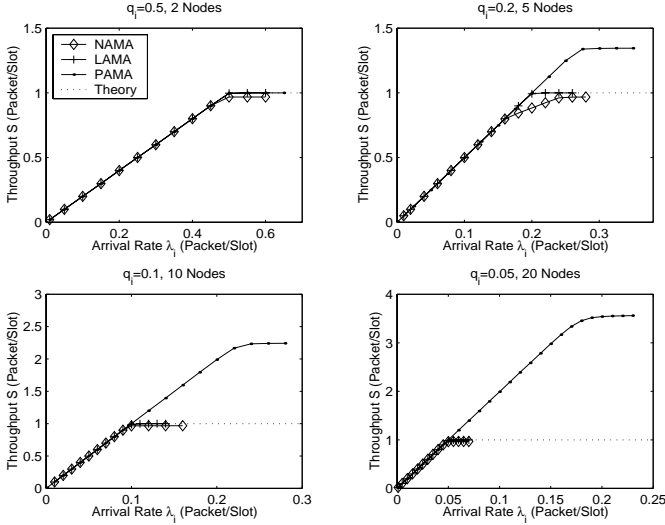 q_i=0.5, 2 Nodes
NAMA
LAMA
PAMA
Theory
Throughput S (Packet/Slot)
1.5
1
0.5
0
0
0.2
0.4
0.6
Arrival Rate λ_i (Packet/Slot)
q_i=0.2, 5 Nodes
Throughput S (Packet/Slot)
1.5
1
0.5
0
0
0.1
0.2
0.3
Arrival Rate λ_i (Packet/Slot)
q_i=0.1, 10 Nodes
Throughput S (Packet/Slot)
3
2.5
2
1.5
1
0.5
0
0
0.1
0.2
0.3
Arrival Rate λ_i (Packet/Slot)
q_i=0.05, 20 Nodes
Throughput S (Packet/Slot)
4
3
2
1
0
0
0.05
0.1
0.15
0.2
0.25
Arrival Rate λ_i (Packet/Slot)